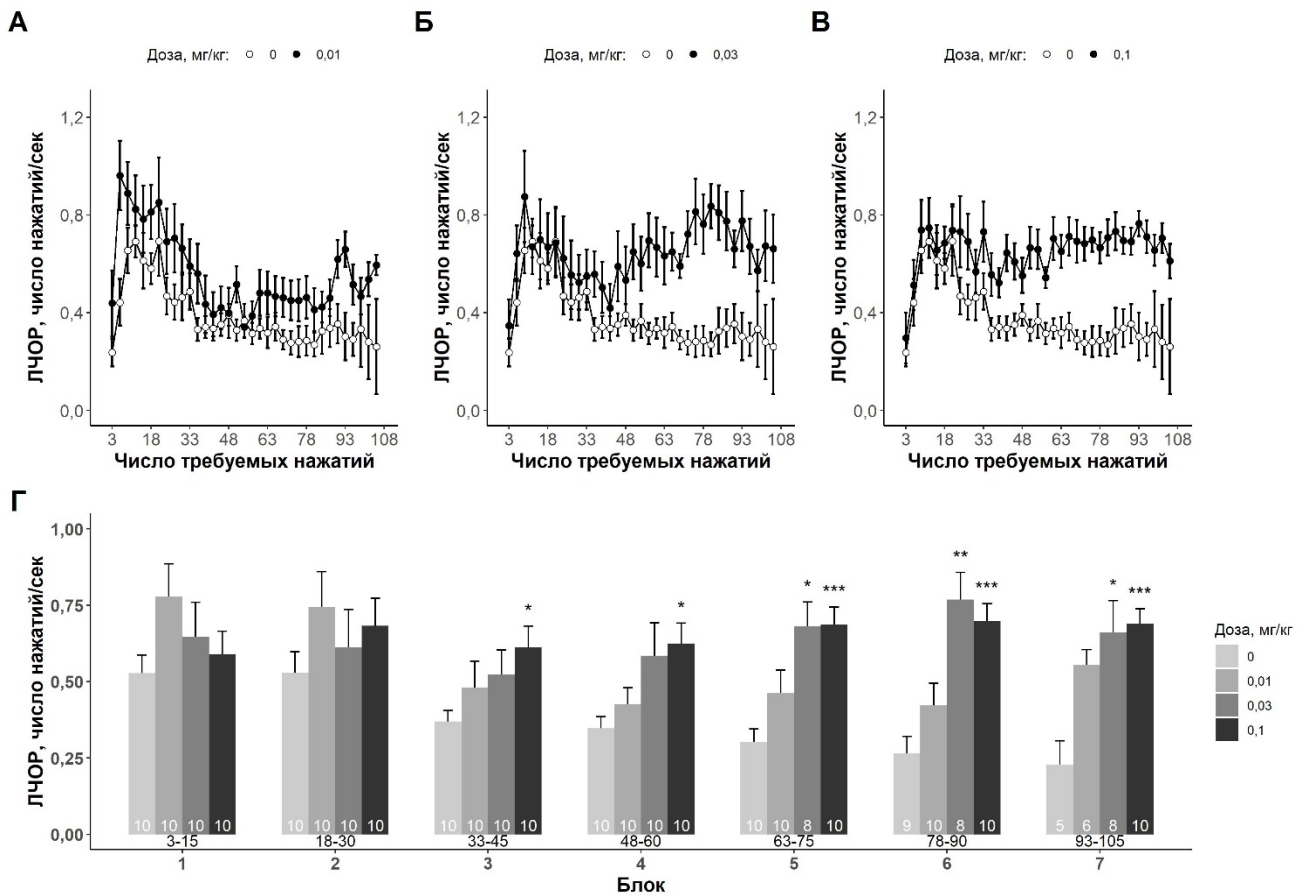 А
Доза, мг/кг: 0 0,01
ЛЧОР, число нажатий/сек
1,2
0,8
0,4
0,0
3 18 33 48 63 78 93 108
Число требуемых нажатий
Б
Доза, мг/кг: 0 0,03
ЛЧОР, число нажатий/сек
1,2
0,8
0,4
0,0
3 18 33 48 63 78 93 108
Число требуемых нажатий
В
Доза, мг/кг: 0 0,1
ЛЧОР, число нажатий/сек
1,2
0,8
0,4
0,0
3 18 33 48 63 78 93 108
Число требуемых нажатий
Г
ЛЧОР, число нажатий/сек
1,00
0,75
0,50
0,25
0,00
* * * *** ** *** * ***
10 10 10 10 10 10 10 10 10 10 10 10 10 10 10 10 10 10 8 10 9 10 8 10 5 6 8 10
3-15 18-30 33-45 48-60 63-75 78-90 93-105
1 2 3 4 5 6 7
Блок
Доза, мг/кг
0
0,01
0,03
0,1